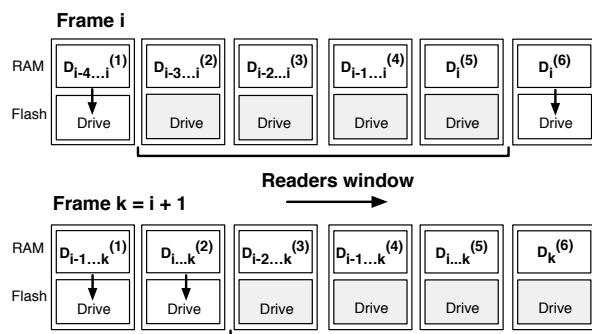 Frame i
RAM D_{i-4…i}^{(1)} D_{i-3…i}^{(2)} D_{i-2...i}^{(3)} D_{i-1...i}^{(4)} D_i^{(5)} D_i^{(6)}
Flash Drive Drive Drive Drive Drive Drive
Readers window
Frame k = i + 1
RAM D_{i-1…k}^{(1)} D_{i...k}^{(2)} D_{i-2…k}^{(3)} D_{i-1…k}^{(4)} D_{i...k}^{(5)} D_k^{(6)}
Flash Drive Drive Drive Drive Drive Drive